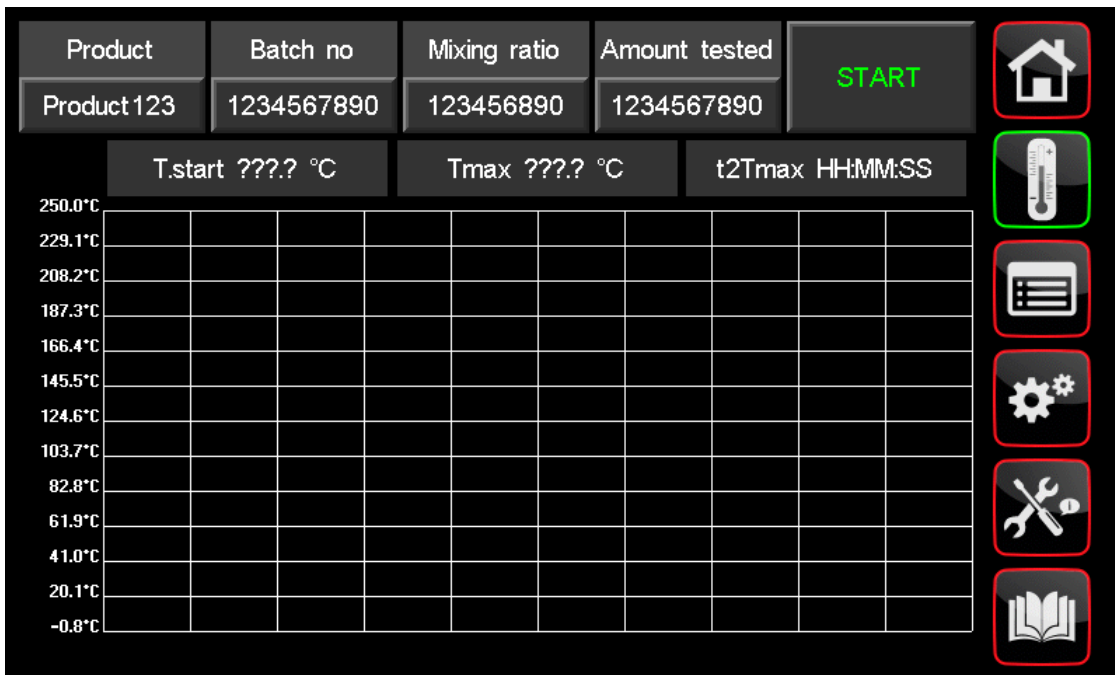 Product Batch no Mixing ratio Amount tested START
Product123 1234567890 123456890 1234567890
T.start ???.? °C Tmax ???.? °C t2Tmax HH:MM:SS
250.0°C
229.1°C
208.2°C
187.3°C
166.4°C
145.5°C
124.6°C
103.7°C
82.8°C
61.9°C
41.0°C
20.1°C
-0.8°C